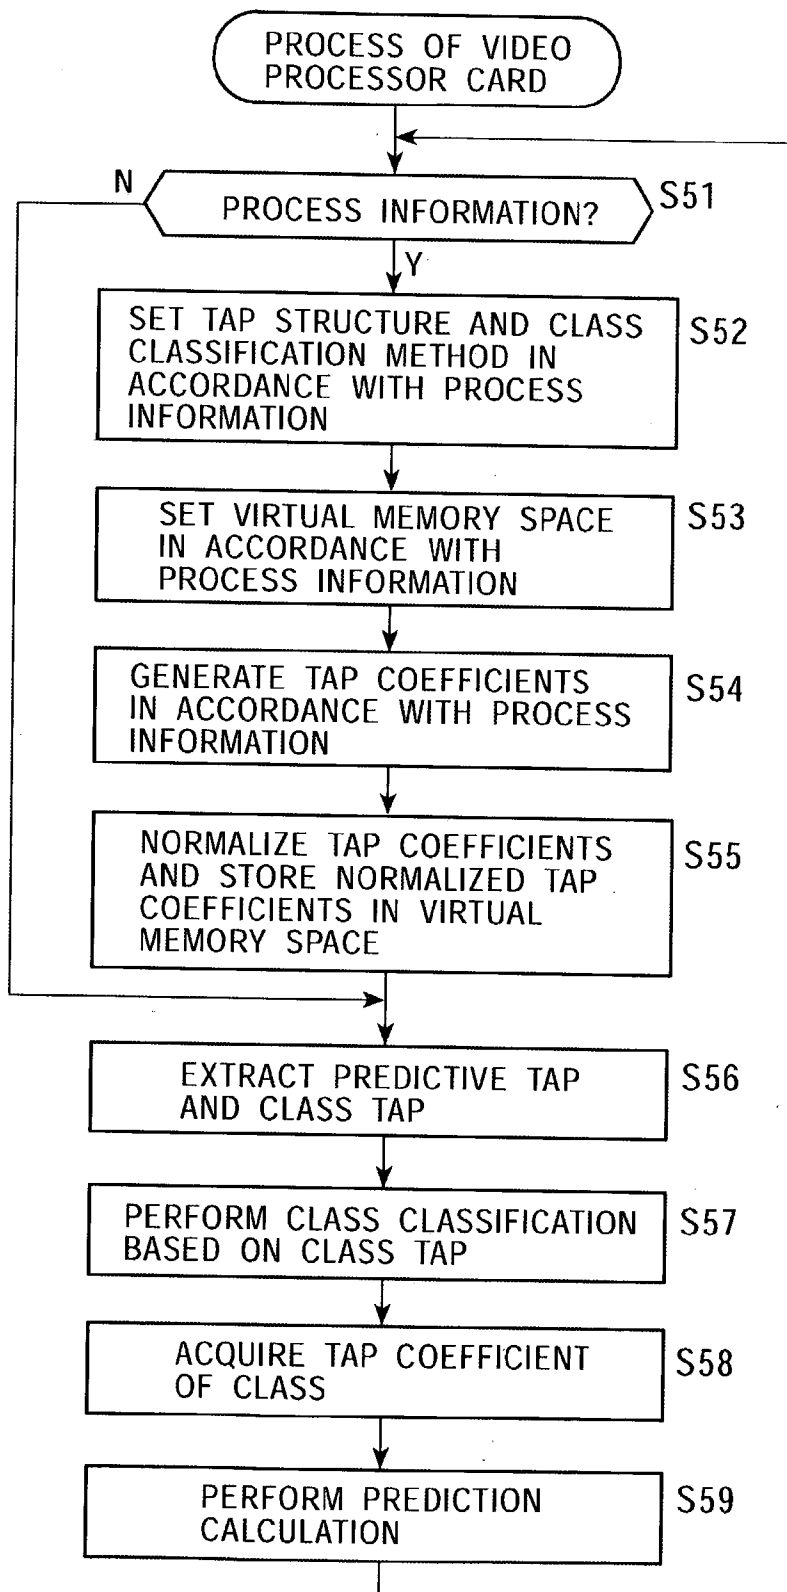 PROCESS OF VIDEO
PROCESSOR CARD
N
PROCESS INFORMATION?
S51
Y
SET TAP STRUCTURE AND CLASS
CLASSIFICATION METHOD IN
ACCORDANCE WITH PROCESS
INFORMATION
S52
SET VIRTUAL MEMORY SPACE
IN ACCORDANCE WITH
PROCESS INFORMATION
S53
GENERATE TAP COEFFICIENTS
IN ACCORDANCE WITH PROCESS
INFORMATION
S54
NORMALIZE TAP COEFFICIENTS
AND STORE NORMALIZED TAP
COEFFICIENTS IN VIRTUAL
MEMORY SPACE
S55
EXTRACT PREDICTIVE TAP
AND CLASS TAP
S56
PERFORM CLASS CLASSIFICATION
BASED ON CLASS TAP
S57
ACQUIRE TAP COEFFICIENT
OF CLASS
S58
PERFORM PREDICTION
CALCULATION
S59